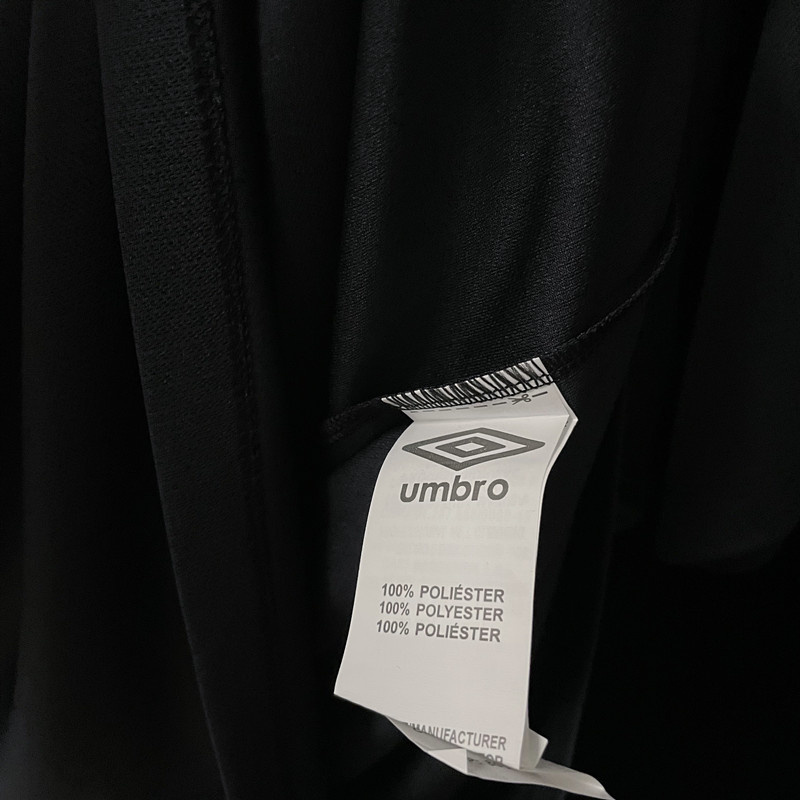 umbro
100% POLIÉSTER
100% POLYESTER
100% POLIÉSTER
MANUFACTURER